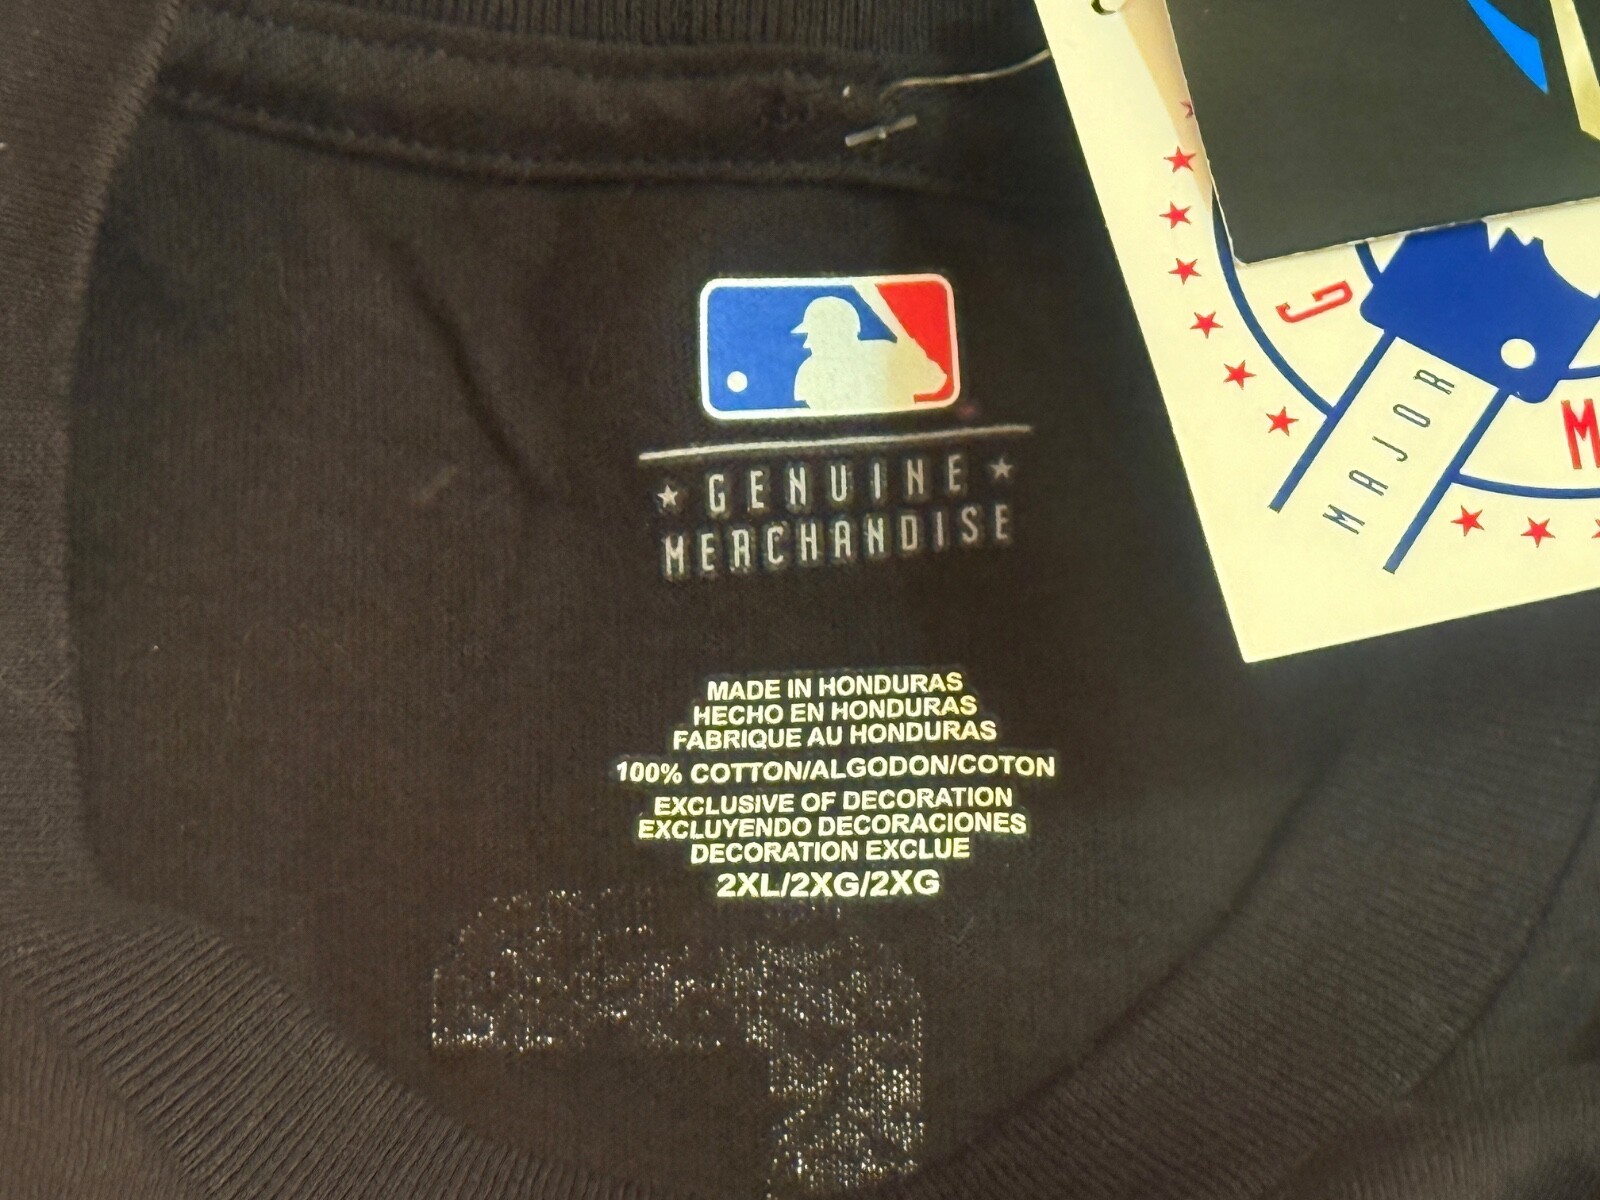 ★ GENUINE ★
MERCHANDISE
MADE IN HONDURAS
HECHO EN HONDURAS
FABRIQUE AU HONDURAS
100% COTTON/ALGODON/COTON
EXCLUSIVE OF DECORATION
EXCLUYENDO DECORACIONES
DECORATION EXCLUE
2XL/2XG/2XG
G
MAJOR
M